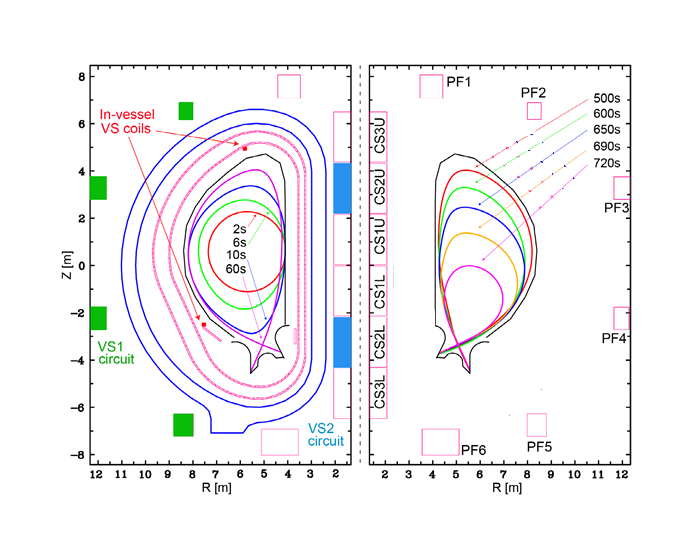 8
6
4
2
0
-2
-4
-6
-8
Z [m]
In-vessel
VS coils
2s
6s
10s
60s
VS1
circuit
VS2
circuit
12 11 10 9 8 7 6 5 4 3 2
R [m]
CS3U
CS2U
CS1U
CS1L
CS2L
CS3L
PF1
PF2
500s
600s
650s
690s
720s
PF3
PF4
PF5
PF6
2 3 4 5 6 7 8 9 10 11 12
R [m]